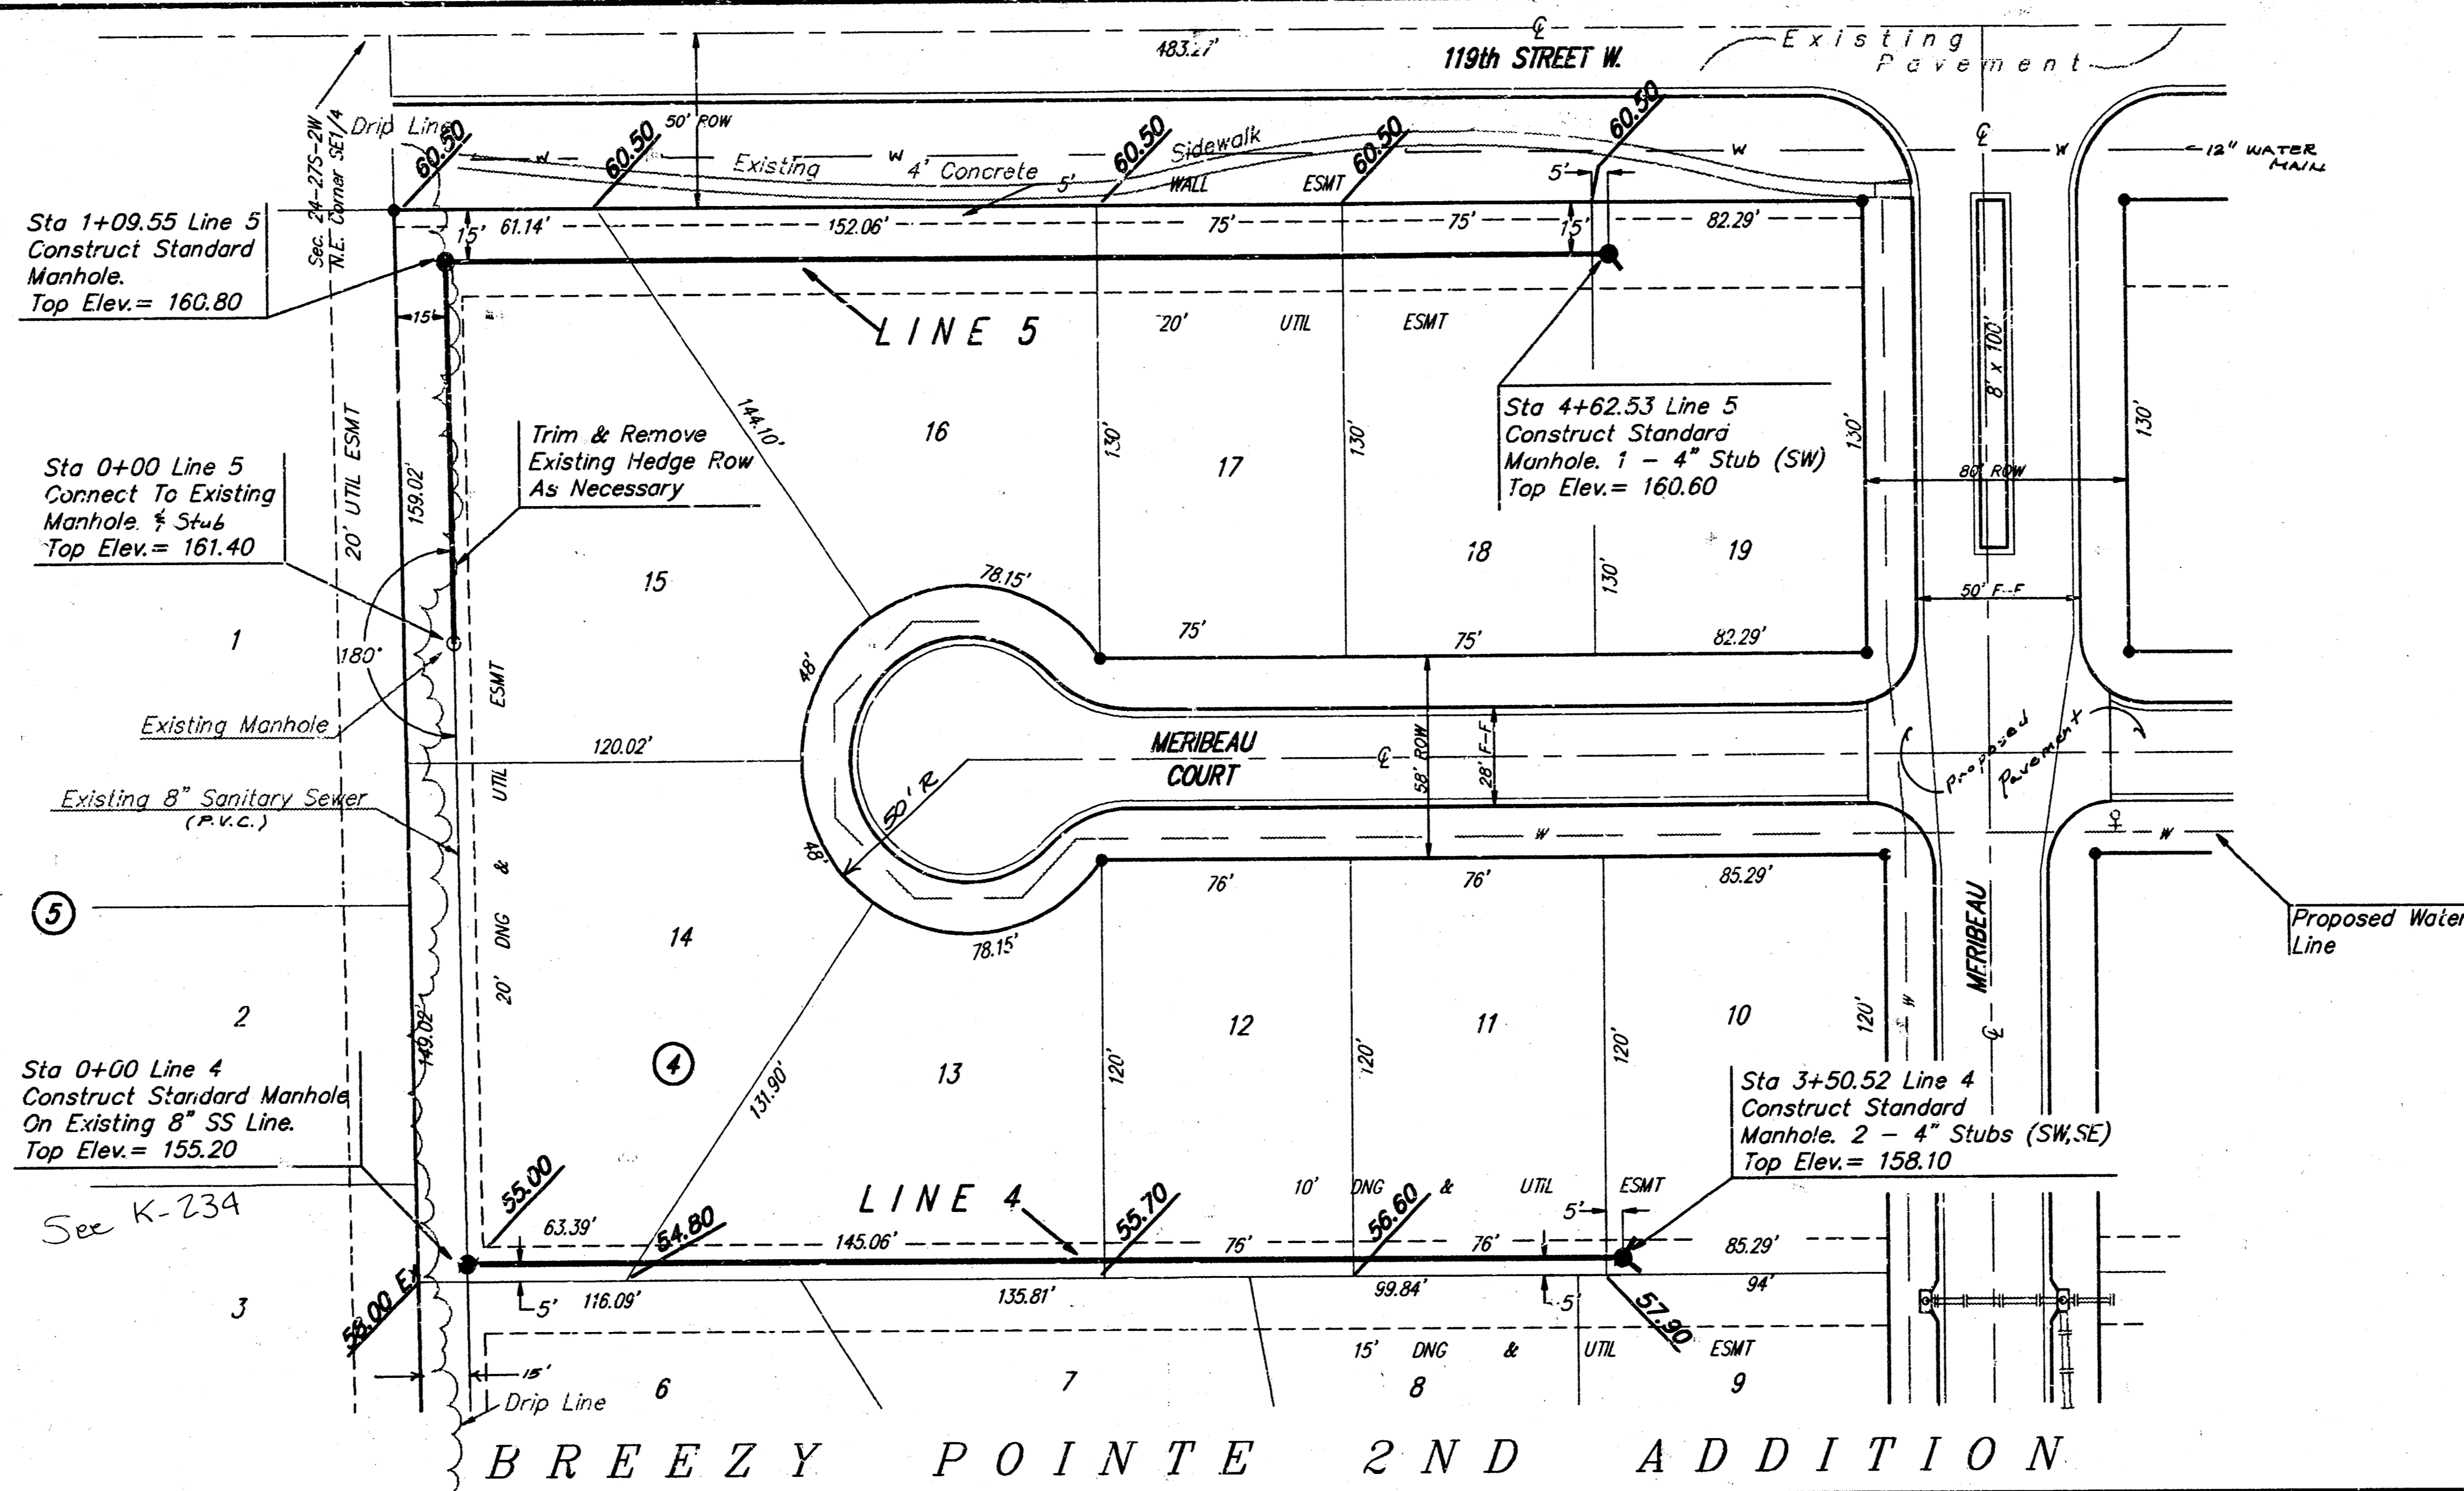 483.27'
℄
119th STREET W.
Existing
Pavement
Sec. 24-27S-2W
N.E. Corner SE1/4
Drip Line
60.50
60.50
50' ROW
60.50
Sidewalk
60.50
60.50
Existing
4' Concrete
5'
WALL
ESMT
5'
W
W
W
W
℄
12" WATER
MAIN
Sta 1+09.55 Line 5
Construct Standard
Manhole.
Top Elev.= 160.80
15'
61.14'
152.06'
75'
75'
15'
82.29'
15'
LINE 5
20'
UTIL
ESMT
8' x 100'
Trim & Remove
Existing Hedge Row
As Necessary
144.10'
16
130'
17
130'
Sta 4+62.53 Line 5
Construct Standard
Manhole. 1 - 4" Stub (SW)
Top Elev.= 160.60
130'
130'
80' ROW
Sta 0+00 Line 5
Connect To Existing
Manhole. & Stub
Top Elev.= 161.40
20' UTIL ESMT
159.02'
15
18
130'
19
50' F-F
1
180°
78.15'
48'
75'
75'
82.29'
Existing Manhole
20' DNG & UTIL ESMT
120.02'
MERIBEAU
COURT
℄
58' ROW
28' F-F
Proposed
Pavement
Existing 8" Sanitary Sewer
(P.V.C.)
50' R
48'
W
W
78.15'
76'
76'
85.29'
5
14
MERIBEAU
℄
Proposed Water
Line
2
149.02'
4
131.90'
13
120'
12
120'
11
120'
10
120'
W
Sta 0+00 Line 4
Construct Standard Manhole
On Existing 8" SS Line.
Top Elev.= 155.20
Sta 3+50.52 Line 4
Construct Standard
Manhole. 2 - 4" Stubs (SW,SE)
Top Elev.= 158.10
See K-234
55.00
63.39'
54.80
LINE 4
145.06'
55.70
76'
10'
DNG
&
UTIL
ESMT
56.60
76'
5'
85.29'
3
58.00 Ex
5'
116.09'
135.81'
99.84'
5'
57.90
94'
15'
DNG
&
UTIL
ESMT
15'
Drip Line
6
7
8
9
BREEZY POINTE 2ND ADDITION